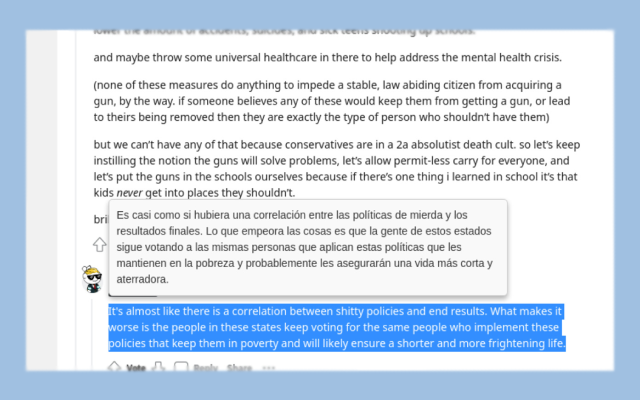 lower the amount of accidents, suicides, and sick teens shooting up schools.
and maybe throw some universal healthcare in there to help address the mental health crisis.
(none of these measures do anything to impede a stable, law abiding citizen from acquiring a
gun, by the way. if someone believes any of these would keep them from getting a gun, or lead
to theirs being removed then they are exactly the type of person who shouldn't have them)
but we can't have any of that because conservatives are in a 2a absolutist death cult. so let's keep
instilling the notion the guns will solve problems, let's allow permit-less carry for everyone, and
let's put the guns in the schools ourselves because if there's one thing i learned in school it's that
kids never get into places they shouldn't.
Es casi como si hubiera una correlación entre las políticas de mierda y los
resultados finales. Lo que empeora las cosas es que la gente de estos estados
sigue votando a las mismas personas que aplican estas políticas que les
mantienen en la pobreza y probablemente les asegurarán una vida más corta y
aterradora.
It's almost like there is a correlation between shitty policies and end results. What makes it
worse is the people in these states keep voting for the same people who implement these
policies that keep them in poverty and will likely ensure a shorter and more frightening life.
Vote Reply Share